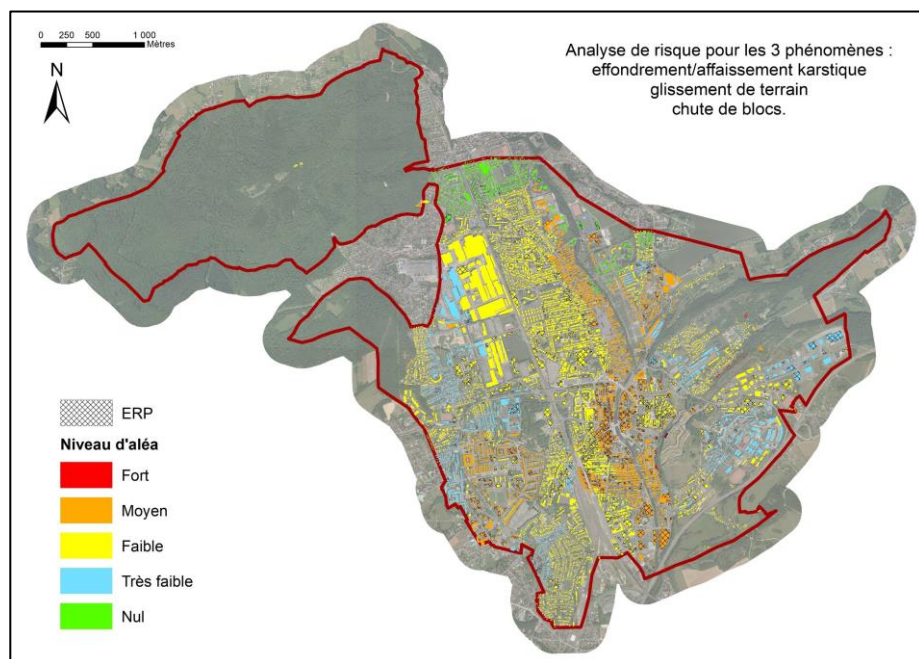 0 250 500 1 000
Mètres
N
Analyse de risque pour les 3 phénomènes :
effondrement/affaissement karstique
glissement de terrain
chute de blocs.
ERP
Niveau d'aléa
Fort
Moyen
Faible
Très faible
Nul